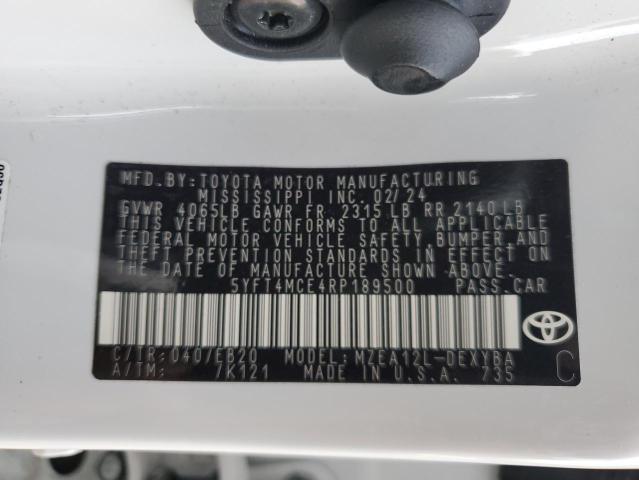 MFD.BY:TOYOTA MOTOR MANUFACTURING
MISSISSIPPI INC. 02/24
GVWR 4065LB GAWR FR. 2315 LB RR 2140 LB
THIS VEHICLE CONFORMS TO ALL APPLICABLE
FEDERAL MOTOR VEHICLE SAFETY, BUMPER,AND
THEFT PREVENTION STANDARDS IN EFFECT ON
THE DATE OF MANUFACTURE SHOWN ABOVE.
5YFT4MCE4RP189500 PASS.CAR
C/TR: 040/EB20 MODEL: MZEA12L-DEXYBA
A/TM: 7K121 MADE IN U.S.A. 735
C